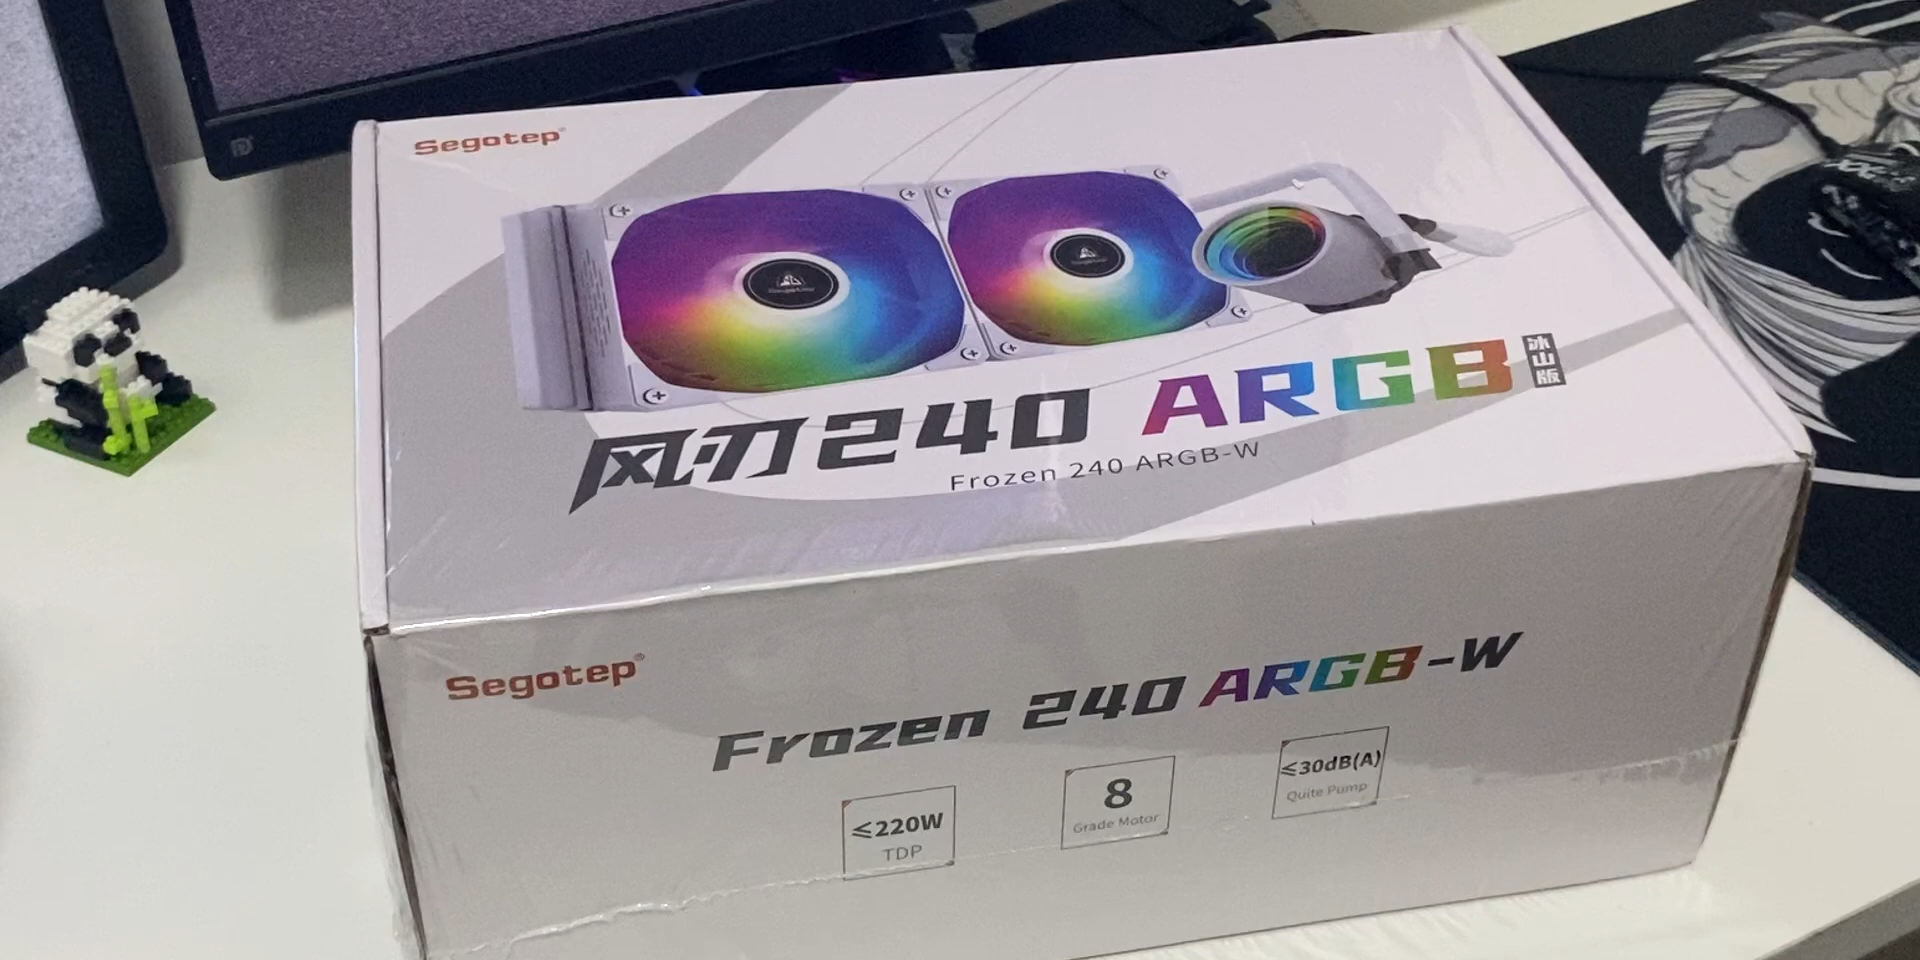 Segotep®
风刃240 ARGB 冰山版
Frozen 240 ARGB-W
Segotep®
Frozen 240 ARGB-W
≤220W
TDP
8
Grade Motor
≤30dB(A)
Quite Pump